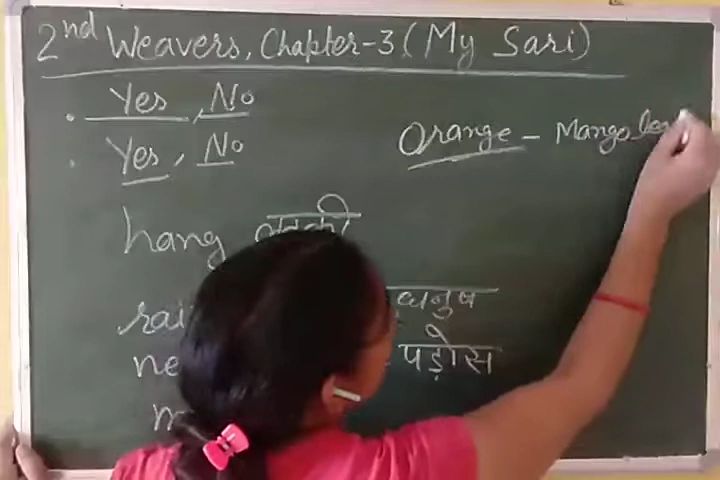 2nd Weavers, Chapter-3 (My Sari)
. Yes, No
. Yes, No
Orange - Mango
hang
धनुष
पड़ोस